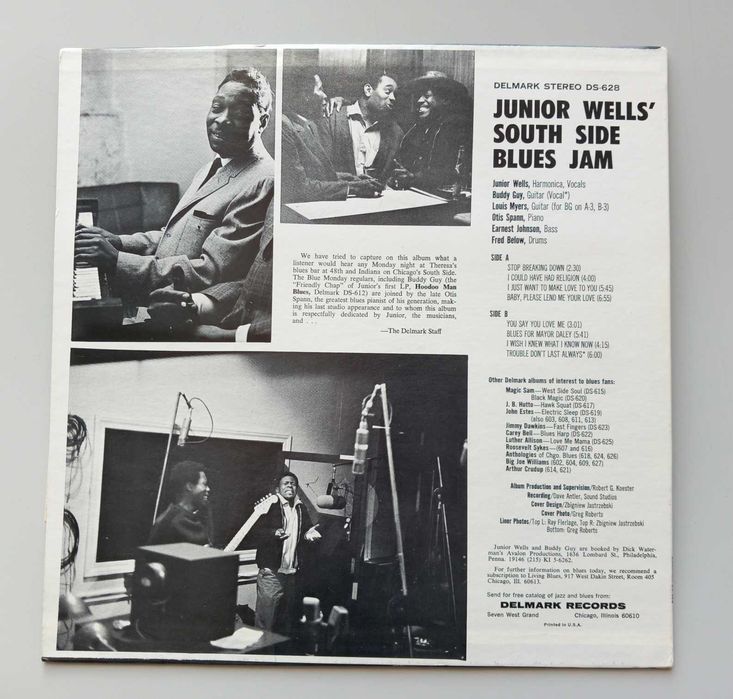 DELMARK STEREO DS-628
JUNIOR WELLS'
SOUTH SIDE
BLUES JAM
Junior Wells, Harmonica, Vocals
Buddy Guy, Guitar (Vocal*)
Louis Myers, Guitar (for BG on A-3, B-3)
Otis Spann, Piano
Earnest Johnson, Bass
Fred Below, Drums
SIDE A
STOP BREAKING DOWN (2:30)
I COULD HAVE HAD RELIGION (4:00)
I JUST WANT TO MAKE LOVE TO YOU (5:45)
BABY, PLEASE LEND ME YOUR LOVE (6:55)
SIDE B
YOU SAY YOU LOVE ME (3:01)
BLUES FOR MAYOR DALEY (5:41)
I WISH I KNEW WHAT I KNOW NOW (4:15)
TROUBLE DON'T LAST ALWAYS* (6:00)
We have tried to capture on this album what a
listener would hear any Monday night at Theresa's
blues bar at 48th and Indiana on Chicago's South Side.
The Blue Monday regulars, including Buddy Guy (the
"Friendly Chap" of Junior's first LP, Hoodoo Man
Blues, Delmark DS-612) are joined by the late Otis
Spann, the greatest blues pianist of his generation, mak-
ing his last studio appearance and to whom this album
is respectfully dedicated by Junior, the musicians,
and . . .
—The Delmark Staff
Other Delmark albums of interest to blues fans:
Magic Sam—West Side Soul (DS-615)
Black Magic (DS-620)
J. B. Hutto—Hawk Squat (DS-617)
John Estes—Electric Sleep (DS-619)
(also 603, 608, 611, 613)
Jimmy Dawkins—Fast Fingers (DS-623)
Carey Bell—Blues Harp (DS-622)
Luther Allison—Love Me Mama (DS-625)
Roosevelt Sykes—(607 and 616)
Anthologies of Chgo. Blues (618, 624, 626)
Big Joe Williams (602, 604, 609, 627)
Arthur Crudup (614, 621)
Album Production and Supervision/Robert G. Koester
Recording/Dave Antler, Sound Studios
Cover Design/Zbigniew Jastrzebski
Cover Photo/Greg Roberts
Liner Photos/Top L: Ray Flerlage, Top R: Zbigniew Jastrzebski
Bottom: Greg Roberts
Junior Wells and Buddy Guy are booked by Dick Water-
man's Avalon Productions, 1636 Lombard St., Philadelphia,
Penna. 19146 (215) KI 5-6262.
For further information on blues today, we recommend a
subscription to Living Blues, 917 West Dakin Street, Room 405
Chicago, Ill. 60613.
Send for free catalog of jazz and blues from:
DELMARK RECORDS
Seven West Grand Chicago, Illinois 60610
Printed in U.S.A.